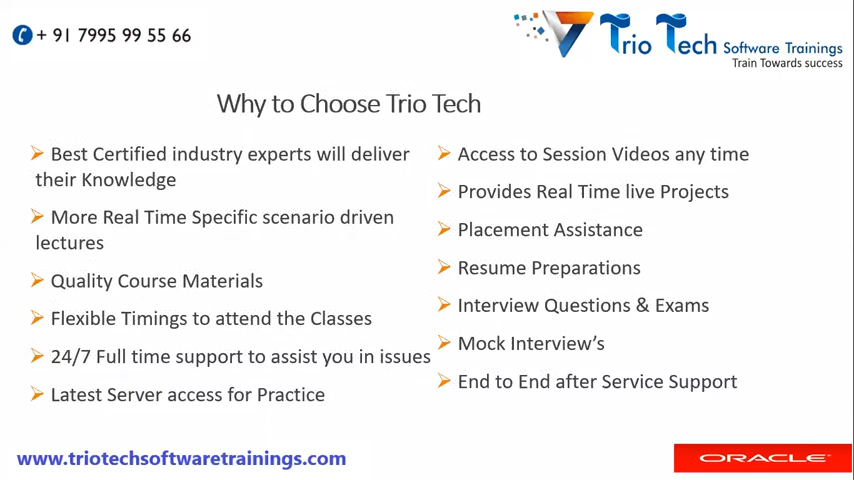 + 91 7995 99 55 66
Trio Tech Software Trainings
Train Towards success
Why to Choose Trio Tech
Best Certified industry experts will deliver
their Knowledge
More Real Time Specific scenario driven
lectures
Quality Course Materials
Flexible Timings to attend the Classes
24/7 Full time support to assist you in issues
Latest Server access for Practice
Access to Session Videos any time
Provides Real Time live Projects
Placement Assistance
Resume Preparations
Interview Questions & Exams
Mock Interview's
End to End after Service Support
www.triotechsoftwaretrainings.com
ORACLE